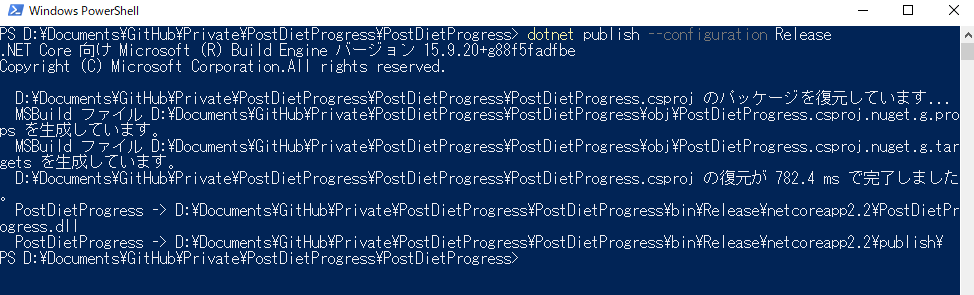 Windows PowerShell
PS D:¥Documents¥GitHub¥Private¥PostDietProgress¥PostDietProgress> dotnet publish --configuration Release
.NET Core 向け Microsoft (R) Build Engine バージョン 15.9.20+g88f5fadfbe
Copyright (C) Microsoft Corporation.All rights reserved.
D:¥Documents¥GitHub¥Private¥PostDietProgress¥PostDietProgress¥PostDietProgress.csproj のパッケージを復元しています...
MSBuild ファイル D:¥Documents¥GitHub¥Private¥PostDietProgress¥PostDietProgress¥obj¥PostDietProgress.csproj.nuget.g.pro
ps を生成しています。
MSBuild ファイル D:¥Documents¥GitHub¥Private¥PostDietProgress¥PostDietProgress¥obj¥PostDietProgress.csproj.nuget.g.tar
gets を生成しています。
D:¥Documents¥GitHub¥Private¥PostDietProgress¥PostDietProgress¥PostDietProgress.csproj の復元が 782.4 ms で完了しました
。
PostDietProgress -> D:¥Documents¥GitHub¥Private¥PostDietProgress¥PostDietProgress¥bin¥Release¥netcoreapp2.2¥PostDietPr
ogress.dll
PostDietProgress -> D:¥Documents¥GitHub¥Private¥PostDietProgress¥PostDietProgress¥bin¥Release¥netcoreapp2.2¥publish¥
PS D:¥Documents¥GitHub¥Private¥PostDietProgress¥PostDietProgress>